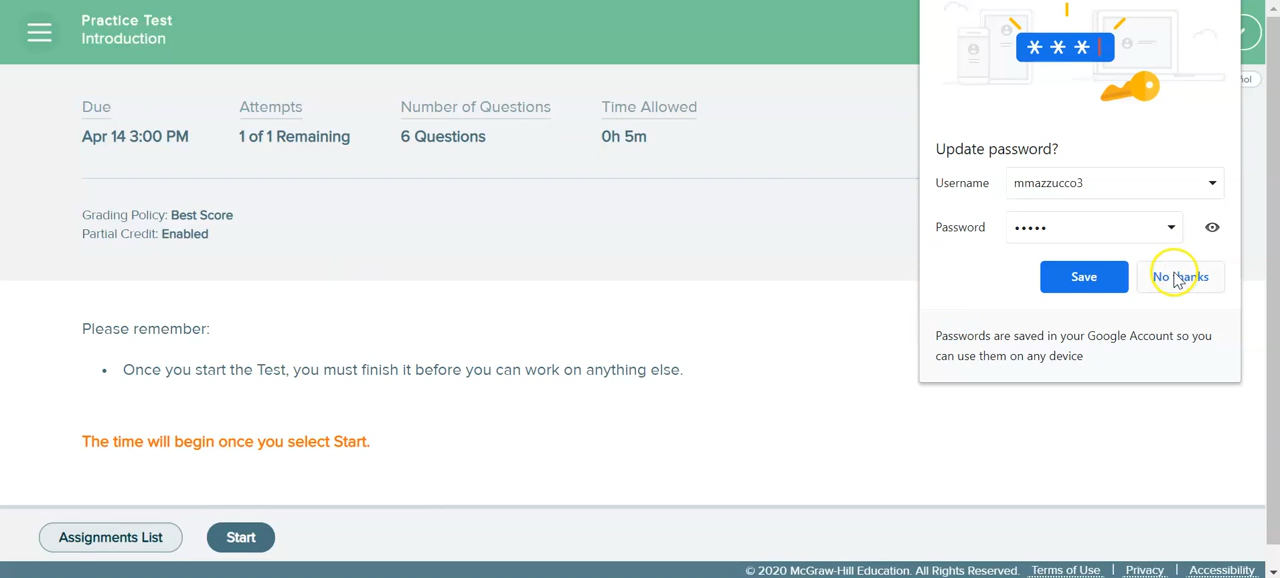 Practice Test
Introduction
Due
Apr 14 3:00 PM
Attempts
1 of 1 Remaining
Number of Questions
6 Questions
Time Allowed
0h 5m
Grading Policy: Best Score
Partial Credit: Enabled
Please remember:
• Once you start the Test, you must finish it before you can work on anything else.
The time will begin once you select Start.
Assignments List
Start
***
Update password?
Username
mmazzucco3
Password
•••••
Save
No thanks
Passwords are saved in your Google Account so you
can use them on any device
© 2020 McGraw-Hill Education. All Rights Reserved. Terms of Use | Privacy | Accessibility